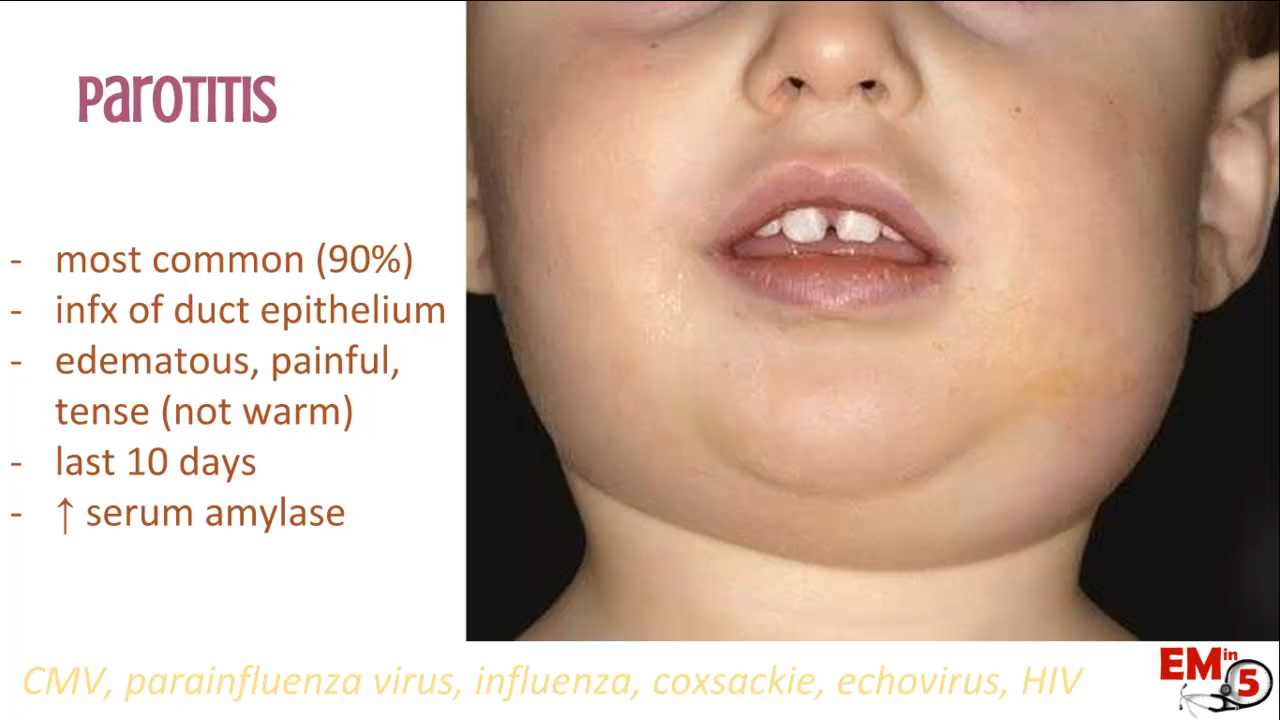 Parotitis
- most common (90%)
- infx of duct epithelium
- edematous, painful,
tense (not warm)
- last 10 days
- ↑ serum amylase
CMV, parainfluenza virus, influenza, coxsackie, echovirus, HIV
EM in 5